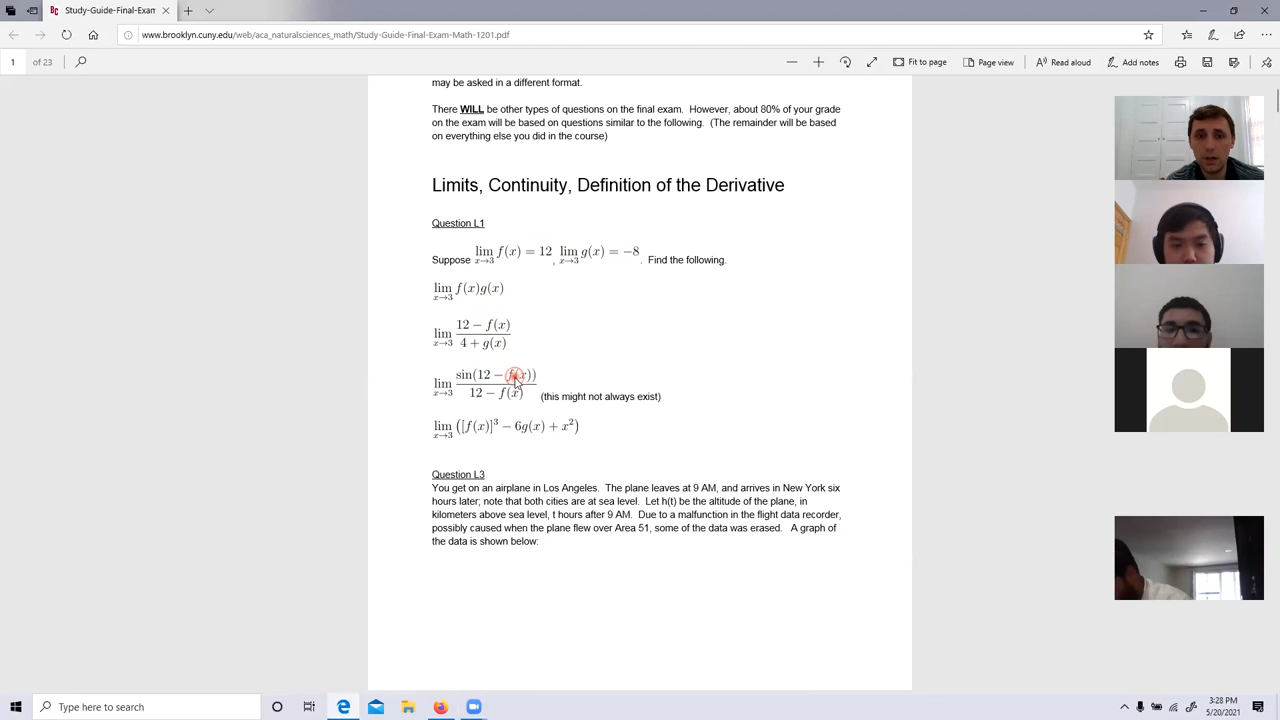 Study-Guide-Final-Exam
www.brooklyn.cuny.edu/web/aca_naturalsciences_math/Study-Guide-Final-Exam-Math-1201.pdf
1 of 23 Fit to page Page view Read aloud Add notes
may be asked in a different format.
There WILL be other types of questions on the final exam. However, about 80% of your grade
on the exam will be based on questions similar to the following. (The remainder will be based
on everything else you did in the course)
Limits, Continuity, Definition of the Derivative
Question L1
Suppose lim x→3 f(x) = 12, lim x→3 g(x) = −8. Find the following.
lim x→3 f(x)g(x)
lim x→3 (12 − f(x))/(4 + g(x))
lim x→3 sin(12 − f(x))/(12 − f(x)) (this might not always exist)
lim x→3 ([f(x)]³ − 6g(x) + x²)
Question L3
You get on an airplane in Los Angeles. The plane leaves at 9 AM, and arrives in New York six
hours later; note that both cities are at sea level. Let h(t) be the altitude of the plane, in
kilometers above sea level, t hours after 9 AM. Due to a malfunction in the flight data recorder,
possibly caused when the plane flew over Area 51, some of the data was erased. A graph of
the data is shown below:
Type here to search
3:28 PM
5/20/2021